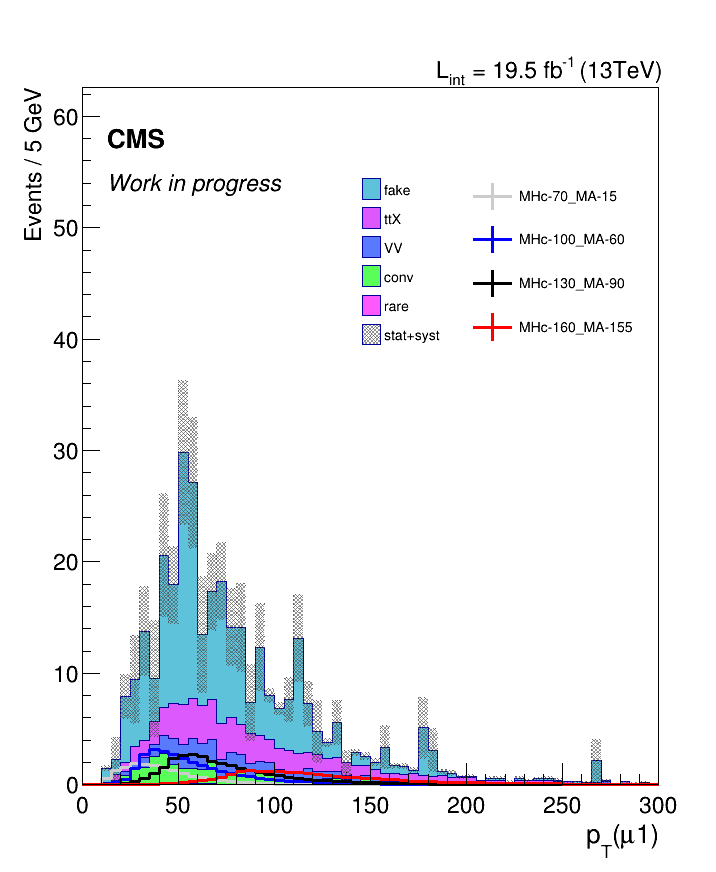 L_int = 19.5 fb^-1 (13TeV)
Events / 5 GeV
CMS
Work in progress
fake
ttX
VV
conv
rare
stat+syst
MHc-70_MA-15
MHc-100_MA-60
MHc-130_MA-90
MHc-160_MA-155
60
50
40
30
20
10
0
0 50 100 150 200 250 300
p_T(μ1)